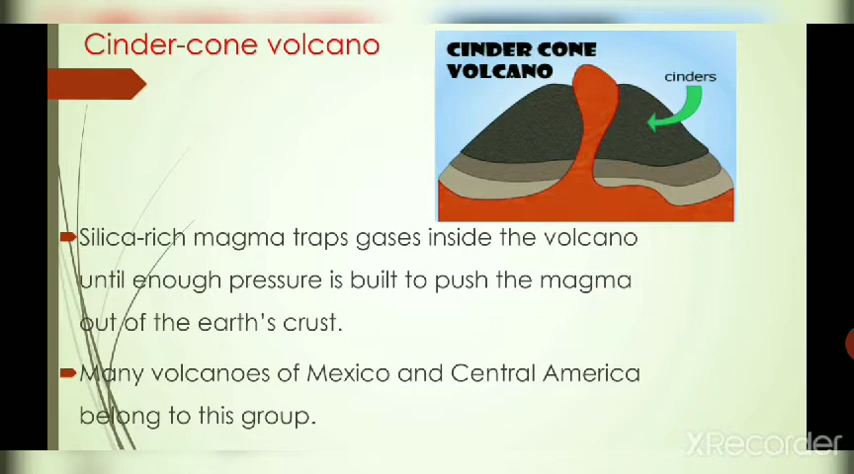 Cinder-cone volcano
CINDER CONE
VOLCANO
cinders
Silica-rich magma traps gases inside the volcano
until enough pressure is built to push the magma
out of the earth's crust.
Many volcanoes of Mexico and Central America
belong to this group.
XRecorder